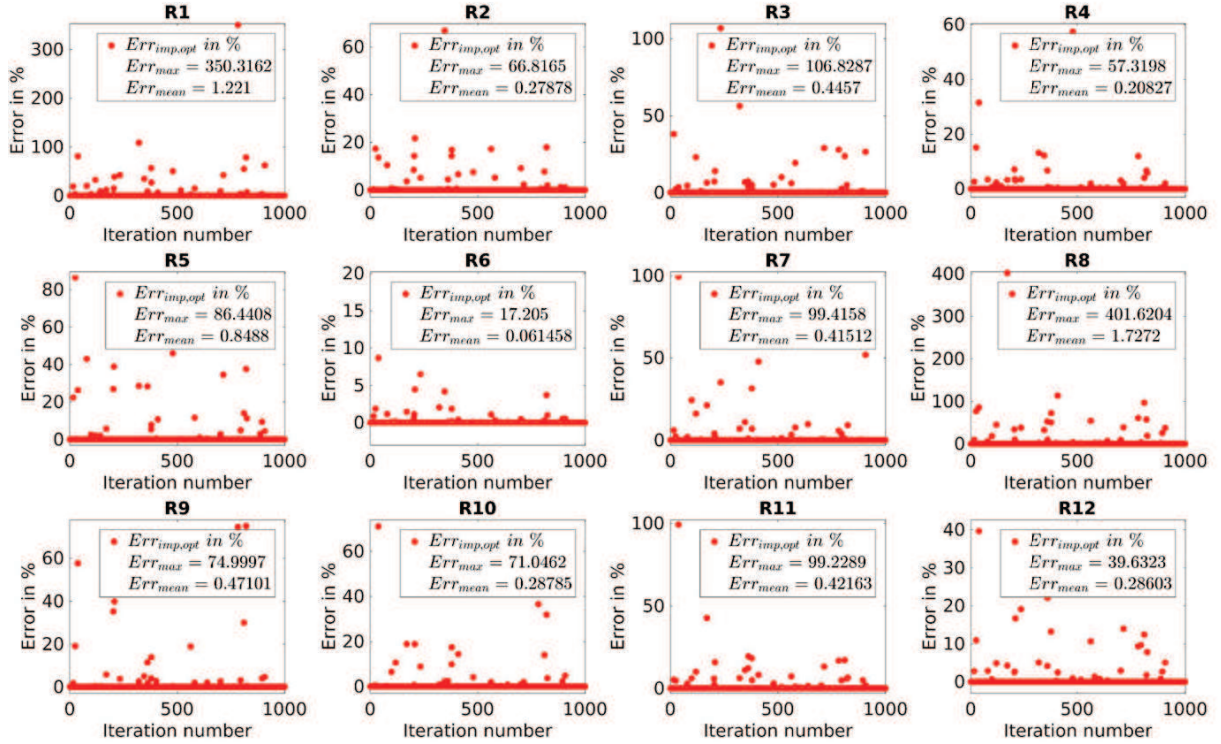 R1
Error in %
350
300
200
100
0
Err_imp,opt in %
Err_max = 350.3162
Err_mean = 1.221
0 500 1000
Iteration number
R2
Error in %
60
40
20
0
Err_imp,opt in %
Err_max = 66.8165
Err_mean = 0.27878
0 500 1000
Iteration number
R3
Error in %
100
50
0
Err_imp,opt in %
Err_max = 106.8287
Err_mean = 0.4457
0 500 1000
Iteration number
R4
Error in %
60
40
20
0
Err_imp,opt in %
Err_max = 57.3198
Err_mean = 0.20827
0 500 1000
Iteration number
R5
Error in %
80
60
40
20
0
Err_imp,opt in %
Err_max = 86.4408
Err_mean = 0.8488
0 500 1000
Iteration number
R6
Error in %
20
15
10
5
0
Err_imp,opt in %
Err_max = 17.205
Err_mean = 0.061458
0 500 1000
Iteration number
R7
Error in %
100
50
0
Err_imp,opt in %
Err_max = 99.4158
Err_mean = 0.41512
0 500 1000
Iteration number
R8
Error in %
400
300
200
100
0
Err_imp,opt in %
Err_max = 401.6204
Err_mean = 1.7272
0 500 1000
Iteration number
R9
Error in %
60
40
20
0
Err_imp,opt in %
Err_max = 74.9997
Err_mean = 0.47101
0 500 1000
Iteration number
R10
Error in %
60
40
20
0
Err_imp,opt in %
Err_max = 71.0462
Err_mean = 0.28785
0 500 1000
Iteration number
R11
Error in %
100
50
0
Err_imp,opt in %
Err_max = 99.2289
Err_mean = 0.42163
0 500 1000
Iteration number
R12
Error in %
40
30
20
10
0
Err_imp,opt in %
Err_max = 39.6323
Err_mean = 0.28603
0 500 1000
Iteration number